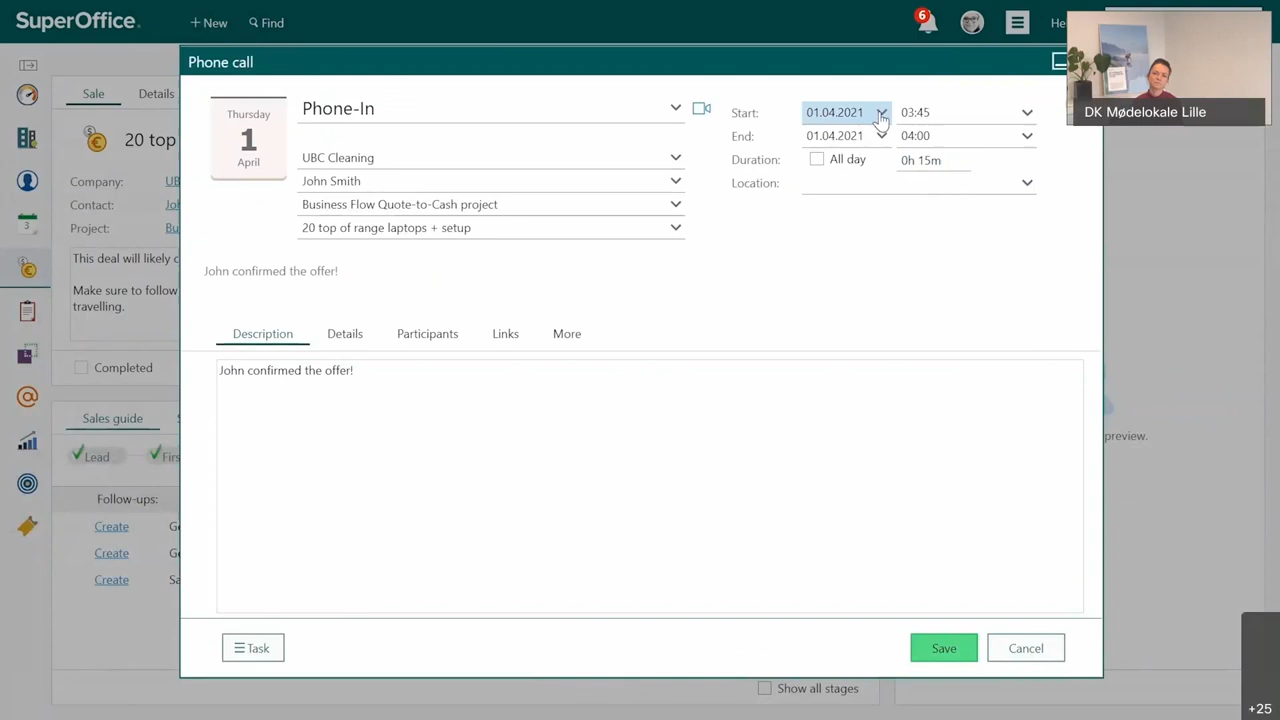 SuperOffice
+ New
Find
6
He
DK Mødelokale Lille
Phone call
Sale
Details
20 top
Company:
UB
Contact:
Joh
Project:
Bu
This deal will likely c
Make sure to follow
travelling.
Completed
Sales guide
S
Lead
Firs
Follow-ups:
Create
Ge
Create
Ge
Create
Sa
3
Thursday
1
April
Phone-In
UBC Cleaning
John Smith
Business Flow Quote-to-Cash project
20 top of range laptops + setup
Start:
01.04.2021
03:45
End:
01.04.2021
04:00
Duration:
All day
0h 15m
Location:
John confirmed the offer!
Description
Details
Participants
Links
More
John confirmed the offer!
Task
Save
Cancel
preview.
Show all stages
+25